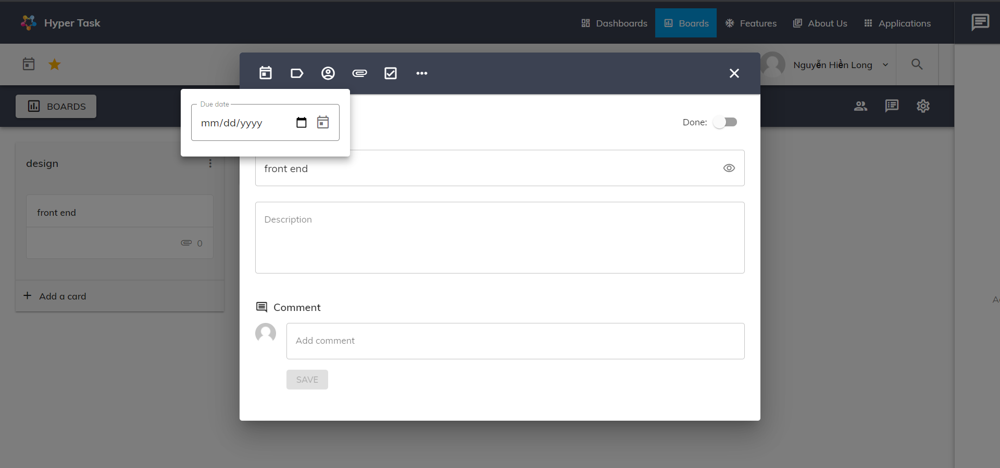 Hyper Task
Dashboards
Boards
Features
About Us
Applications
Nguyễn Hiền Long
BOARDS
Due date
mm/dd/yyyy
Done:
design
front end
front end
0
Description
Add a card
Comment
Add comment
SAVE